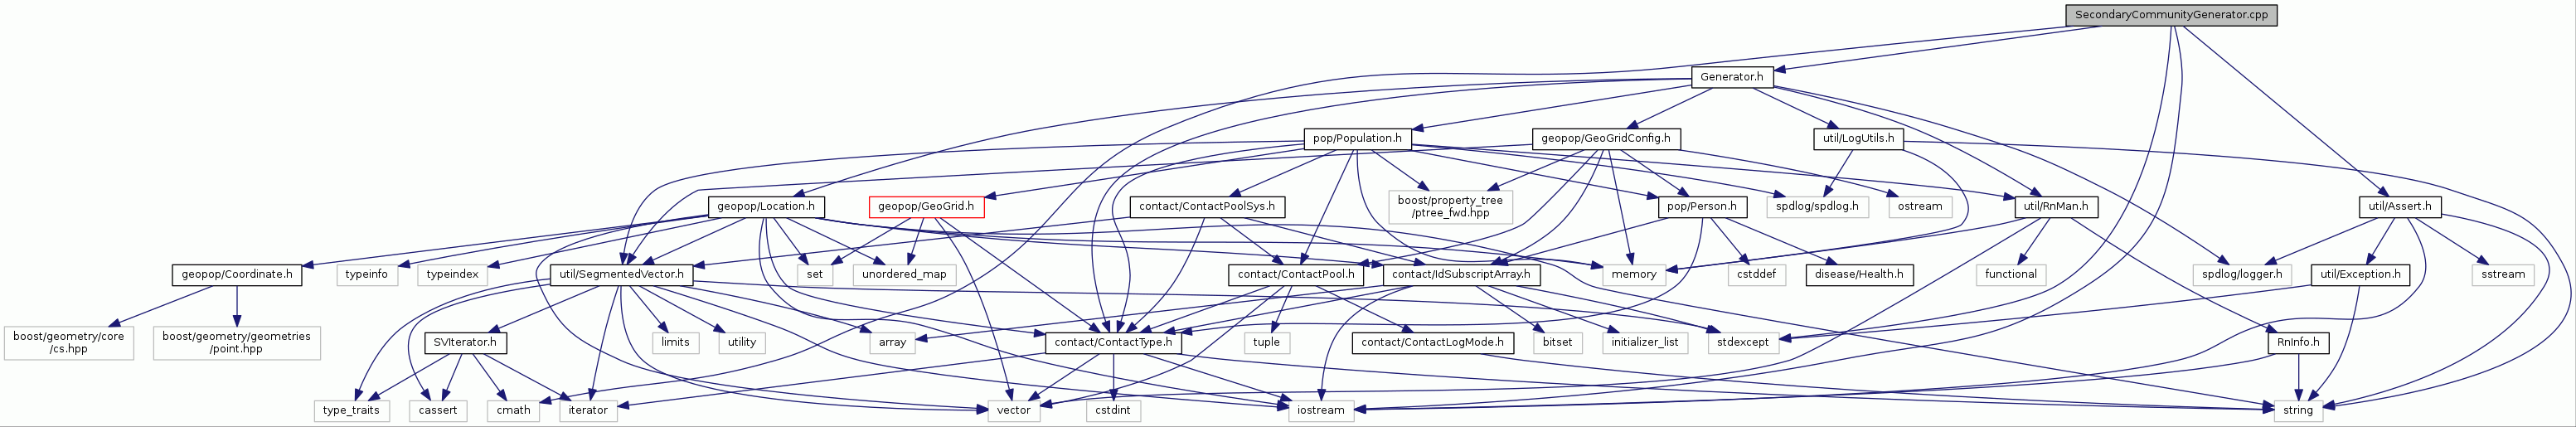 SecondaryCommunityGenerator.cpp
Generator.h
pop/Population.h
geopop/GeoGridConfig.h
util/LogUtils.h
geopop/Location.h
geopop/GeoGrid.h
contact/ContactPoolSys.h
boost/property_tree
/ptree_fwd.hpp
pop/Person.h
spdlog/spdlog.h
ostream
util/RnMan.h
util/Assert.h
geopop/Coordinate.h
typeinfo
typeindex
util/SegmentedVector.h
set
unordered_map
contact/ContactPool.h
contact/IdSubscriptArray.h
memory
cstddef
disease/Health.h
functional
spdlog/logger.h
util/Exception.h
sstream
boost/geometry/core
/cs.hpp
boost/geometry/geometries
/point.hpp
SVIterator.h
limits
utility
array
contact/ContactType.h
tuple
contact/ContactLogMode.h
bitset
initializer_list
stdexcept
RnInfo.h
type_traits
cassert
cmath
iterator
vector
cstdint
iostream
string